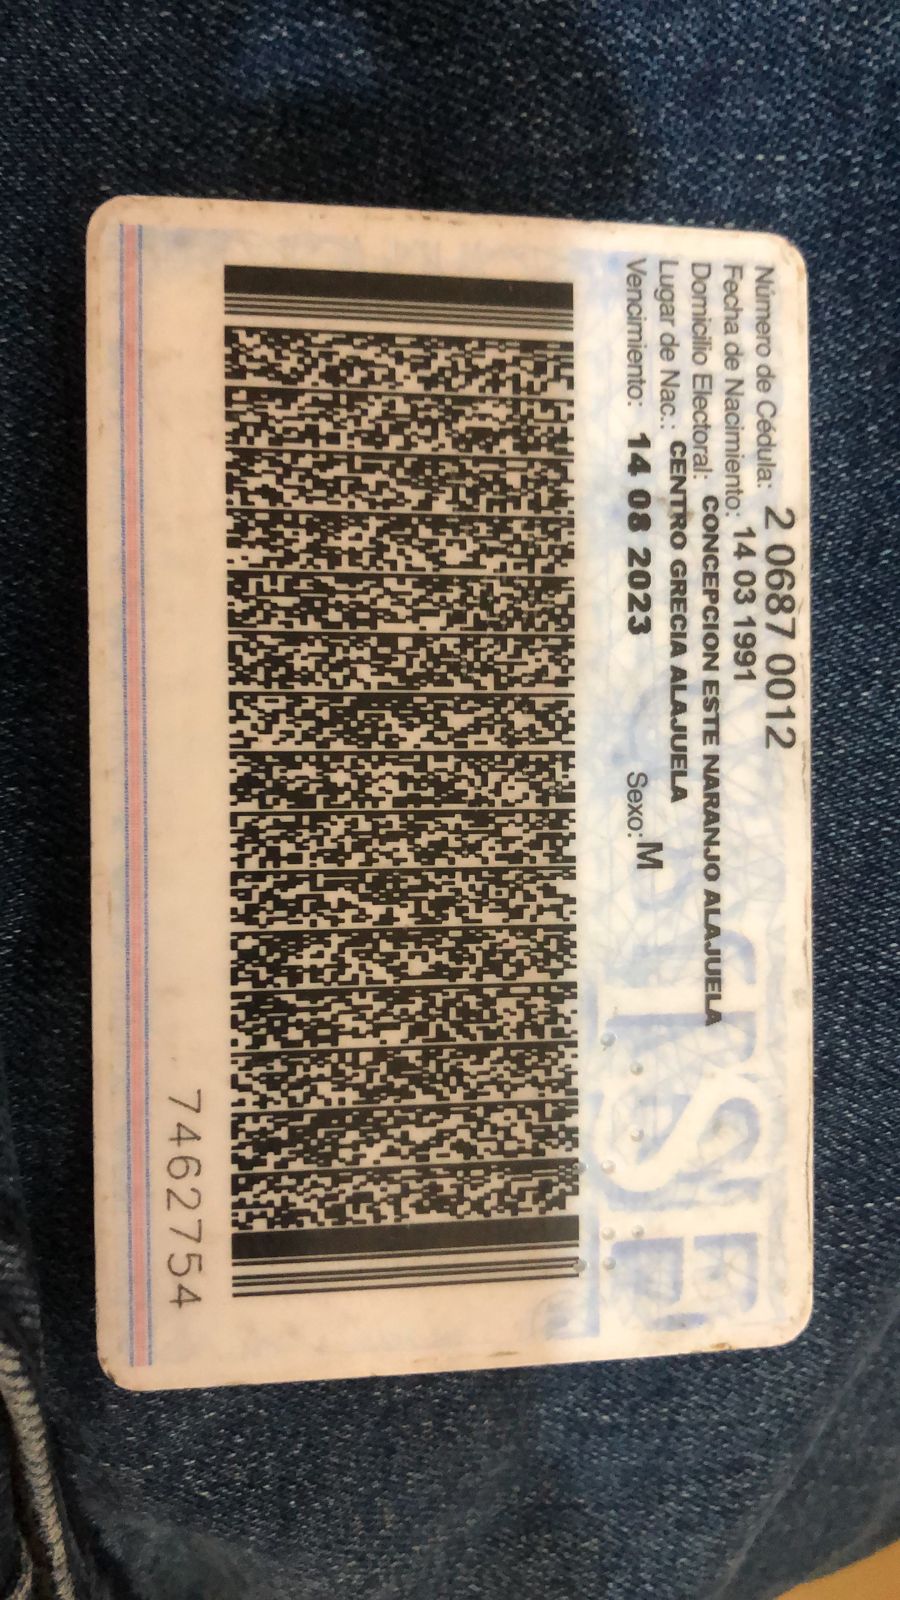 Número de Cédula: 2 0687 0012
Fecha de Nacimiento: 14 03 1991
Domicilio Electoral: CONCEPCION ESTE NARANJO ALAJUELA
Lugar de Nac.: CENTRO GRECIA ALAJUELA
Vencimiento: 14 08 2023 Sexo: M
TSE
7462754